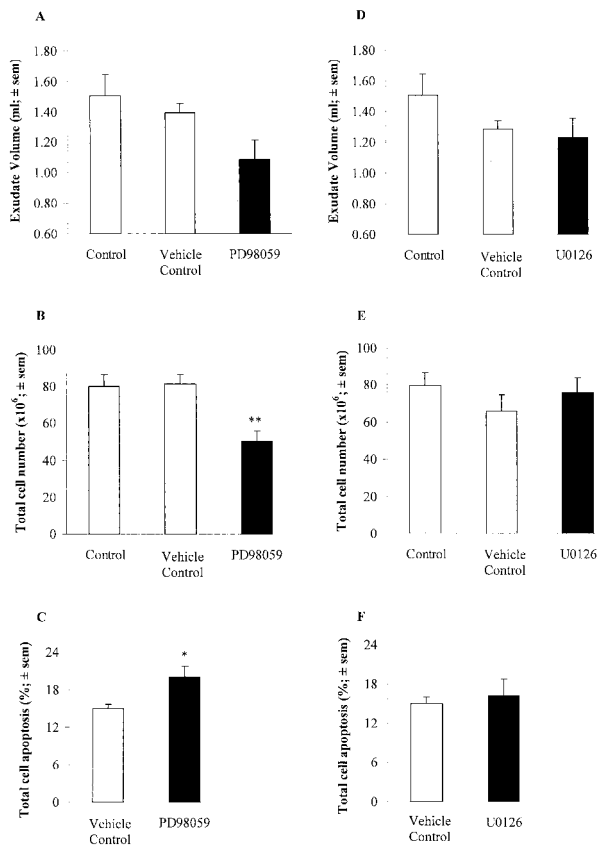 A
Exudate Volume (ml; ± sem)
1.80
1.60
1.40
1.20
1.00
0.80
0.60
Control
Vehicle
Control
PD98059
D
Exudate Volume (ml; ± sem)
1.80
1.60
1.40
1.20
1.00
0.80
0.60
Control
Vehicle
Control
U0126
B
Total cell number (x10⁶; ± sem)
100
80
60
40
20
0
**
Control
Vehicle
Control
PD98059
E
Total cell number (x10⁶; ± sem)
100
80
60
40
20
0
Control
Vehicle
Control
U0126
C
Total cell apoptosis (%; ± sem)
24
18
12
6
0
*
Vehicle
Control
PD98059
F
Total cell apoptosis (%; ± sem)
24
18
12
6
0
Vehicle
Control
U0126